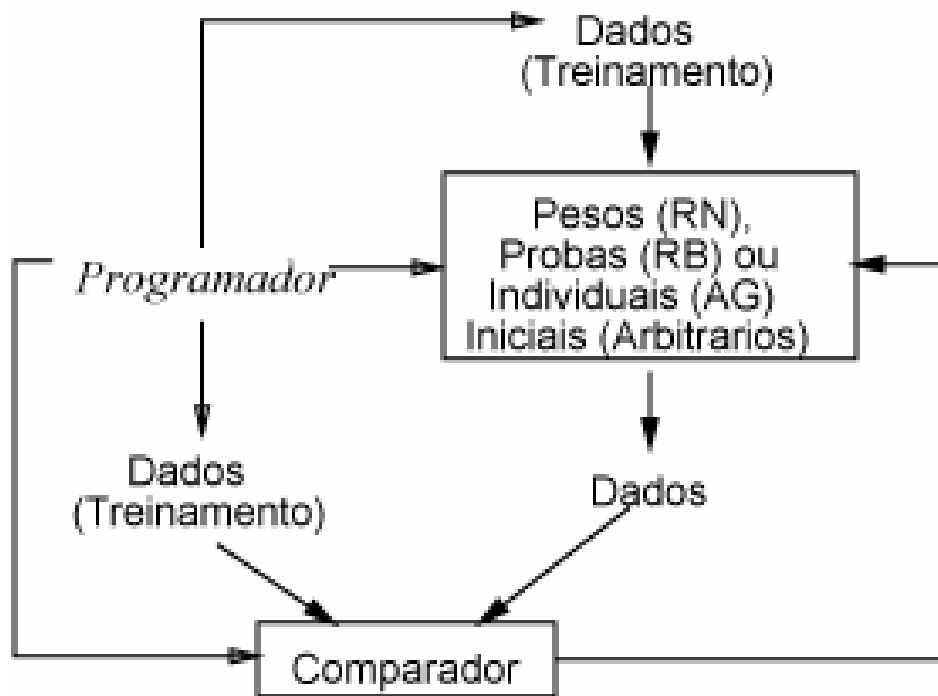 Dados
(Treinamento)
Pesos (RN),
Probas (RB) ou
Individuais (AG)
Iniciais (Arbitrarios)
Programador
Dados
(Treinamento)
Dados
Comparador